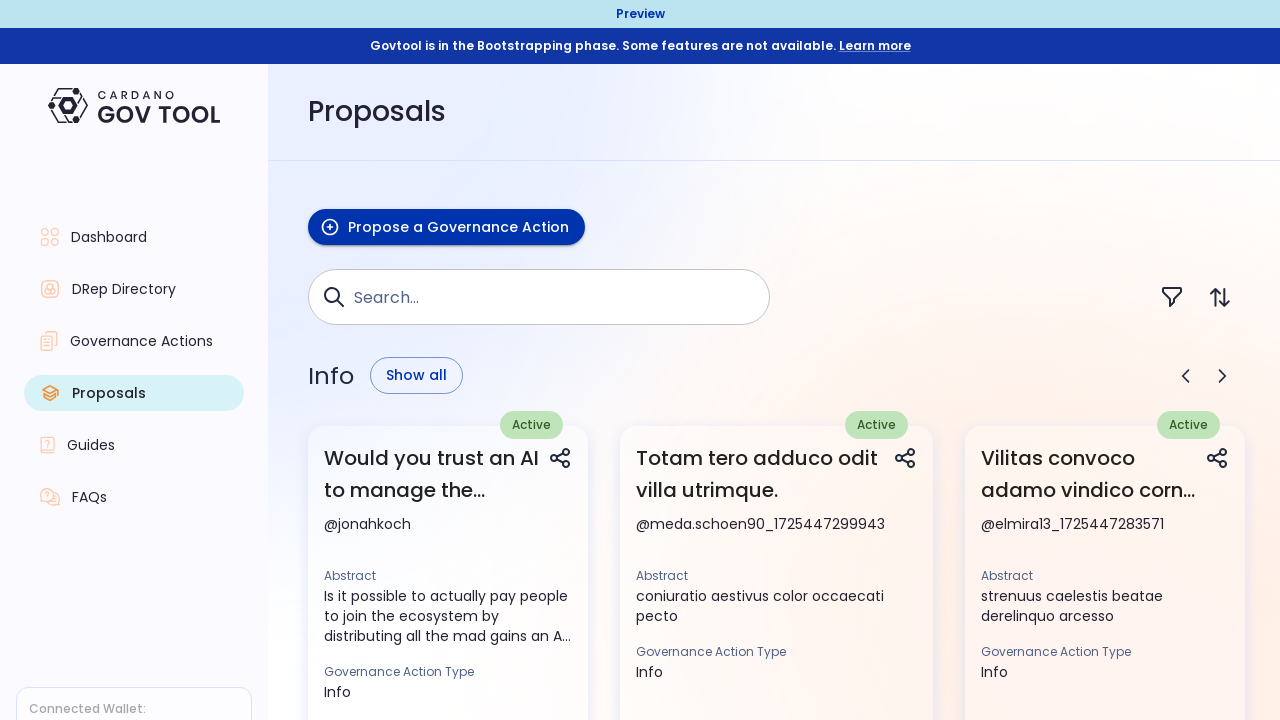 Preview
Govtool is in the Bootstrapping phase. Some features are not available. Learn more
CARDANO
GOV TOOL
Proposals
Dashboard
DRep Directory
Governance Actions
Proposals
Guides
FAQs
Connected Wallet:
Propose a Governance Action
Search...
Info
Show all
Active
Would you trust an AI
to manage the...
@jonahkoch
Abstract
Is it possible to actually pay people
to join the ecosystem by
distributing all the mad gains an A...
Governance Action Type
Info
Active
Totam tero adduco odit
villa utrimque.
@meda.schoen90_1725447299943
Abstract
coniuratio aestivus color occaecati
pecto
Governance Action Type
Info
Active
Vilitas convoco
adamo vindico corn...
@elmira13_1725447283571
Abstract
strenuus caelestis beatae
derelinquo arcesso
Governance Action Type
Info